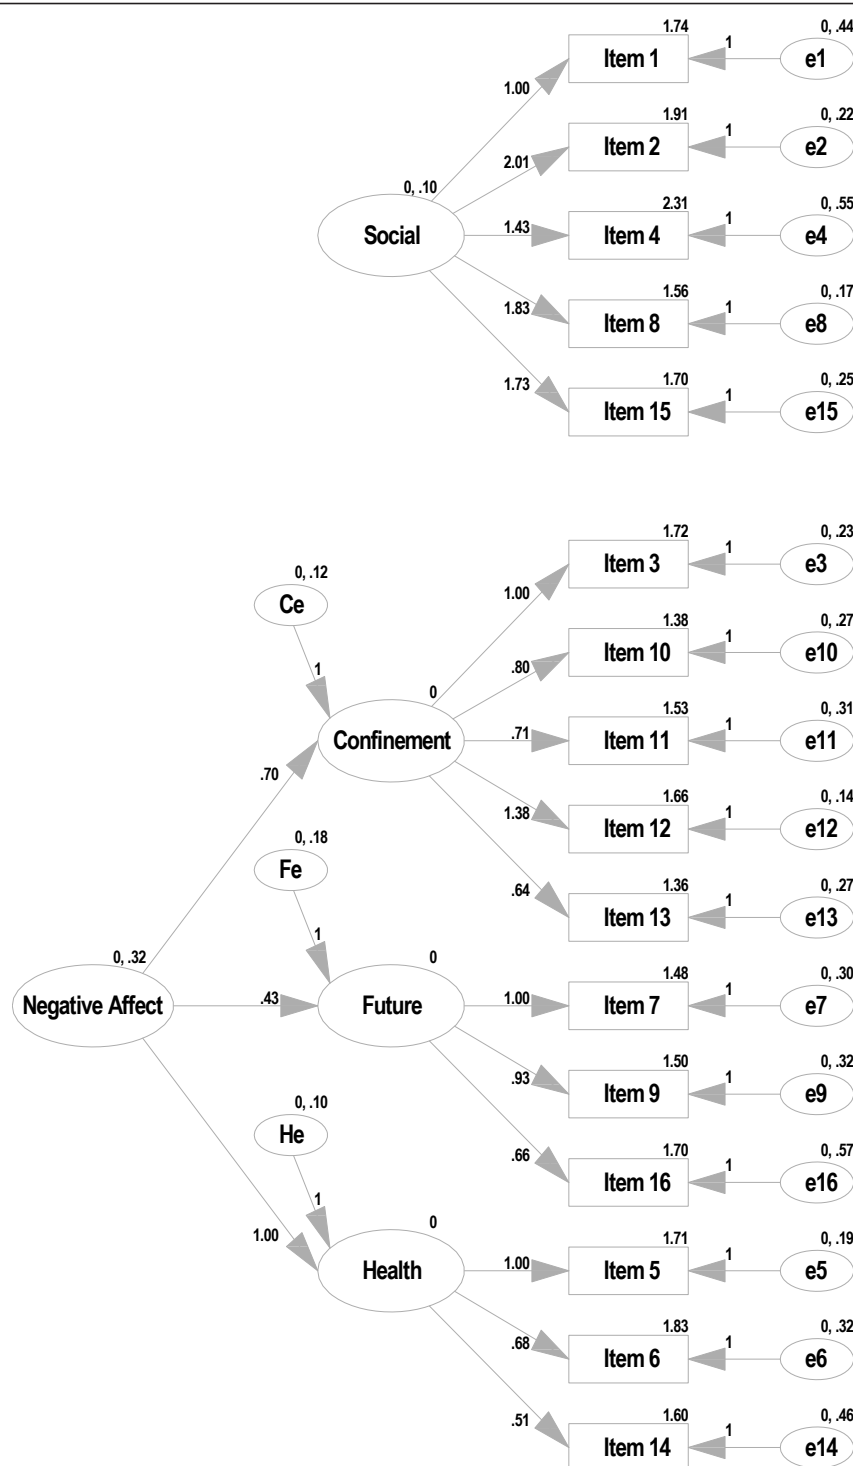 1.74 0, .44
Item 1 1 e1
1.00
1.91 0, .22
Item 2 1 e2
2.01
0, .10
2.31 0, .55
Social 1.43 Item 4 1 e4
1.56 0, .17
1.83 Item 8 1 e8
1.70 0, .25
1.73 Item 15 1 e15
1.72 0, .23
Item 3 1 e3
0, .12
Ce 1.00
1.38 0, .27
.80 Item 10 1 e10
1
0
1.53 0, .31
Confinement .71 Item 11 1 e11
.70
1.66 0, .14
1.38 Item 12 1 e12
0, .18
Fe
1.36 0, .27
.64 Item 13 1 e13
1
0, .32 0
1.48 0, .30
Negative Affect .43 Future 1.00 Item 7 1 e7
1.50 0, .32
.93 Item 9 1 e9
0, .10
He
1.70 0, .57
.66 Item 16 1 e16
1
0
1.00
1.71 0, .19
Health 1.00 Item 5 1 e5
1.83 0, .32
.68 Item 6 1 e6
1.60 0, .46
.51 Item 14 1 e14